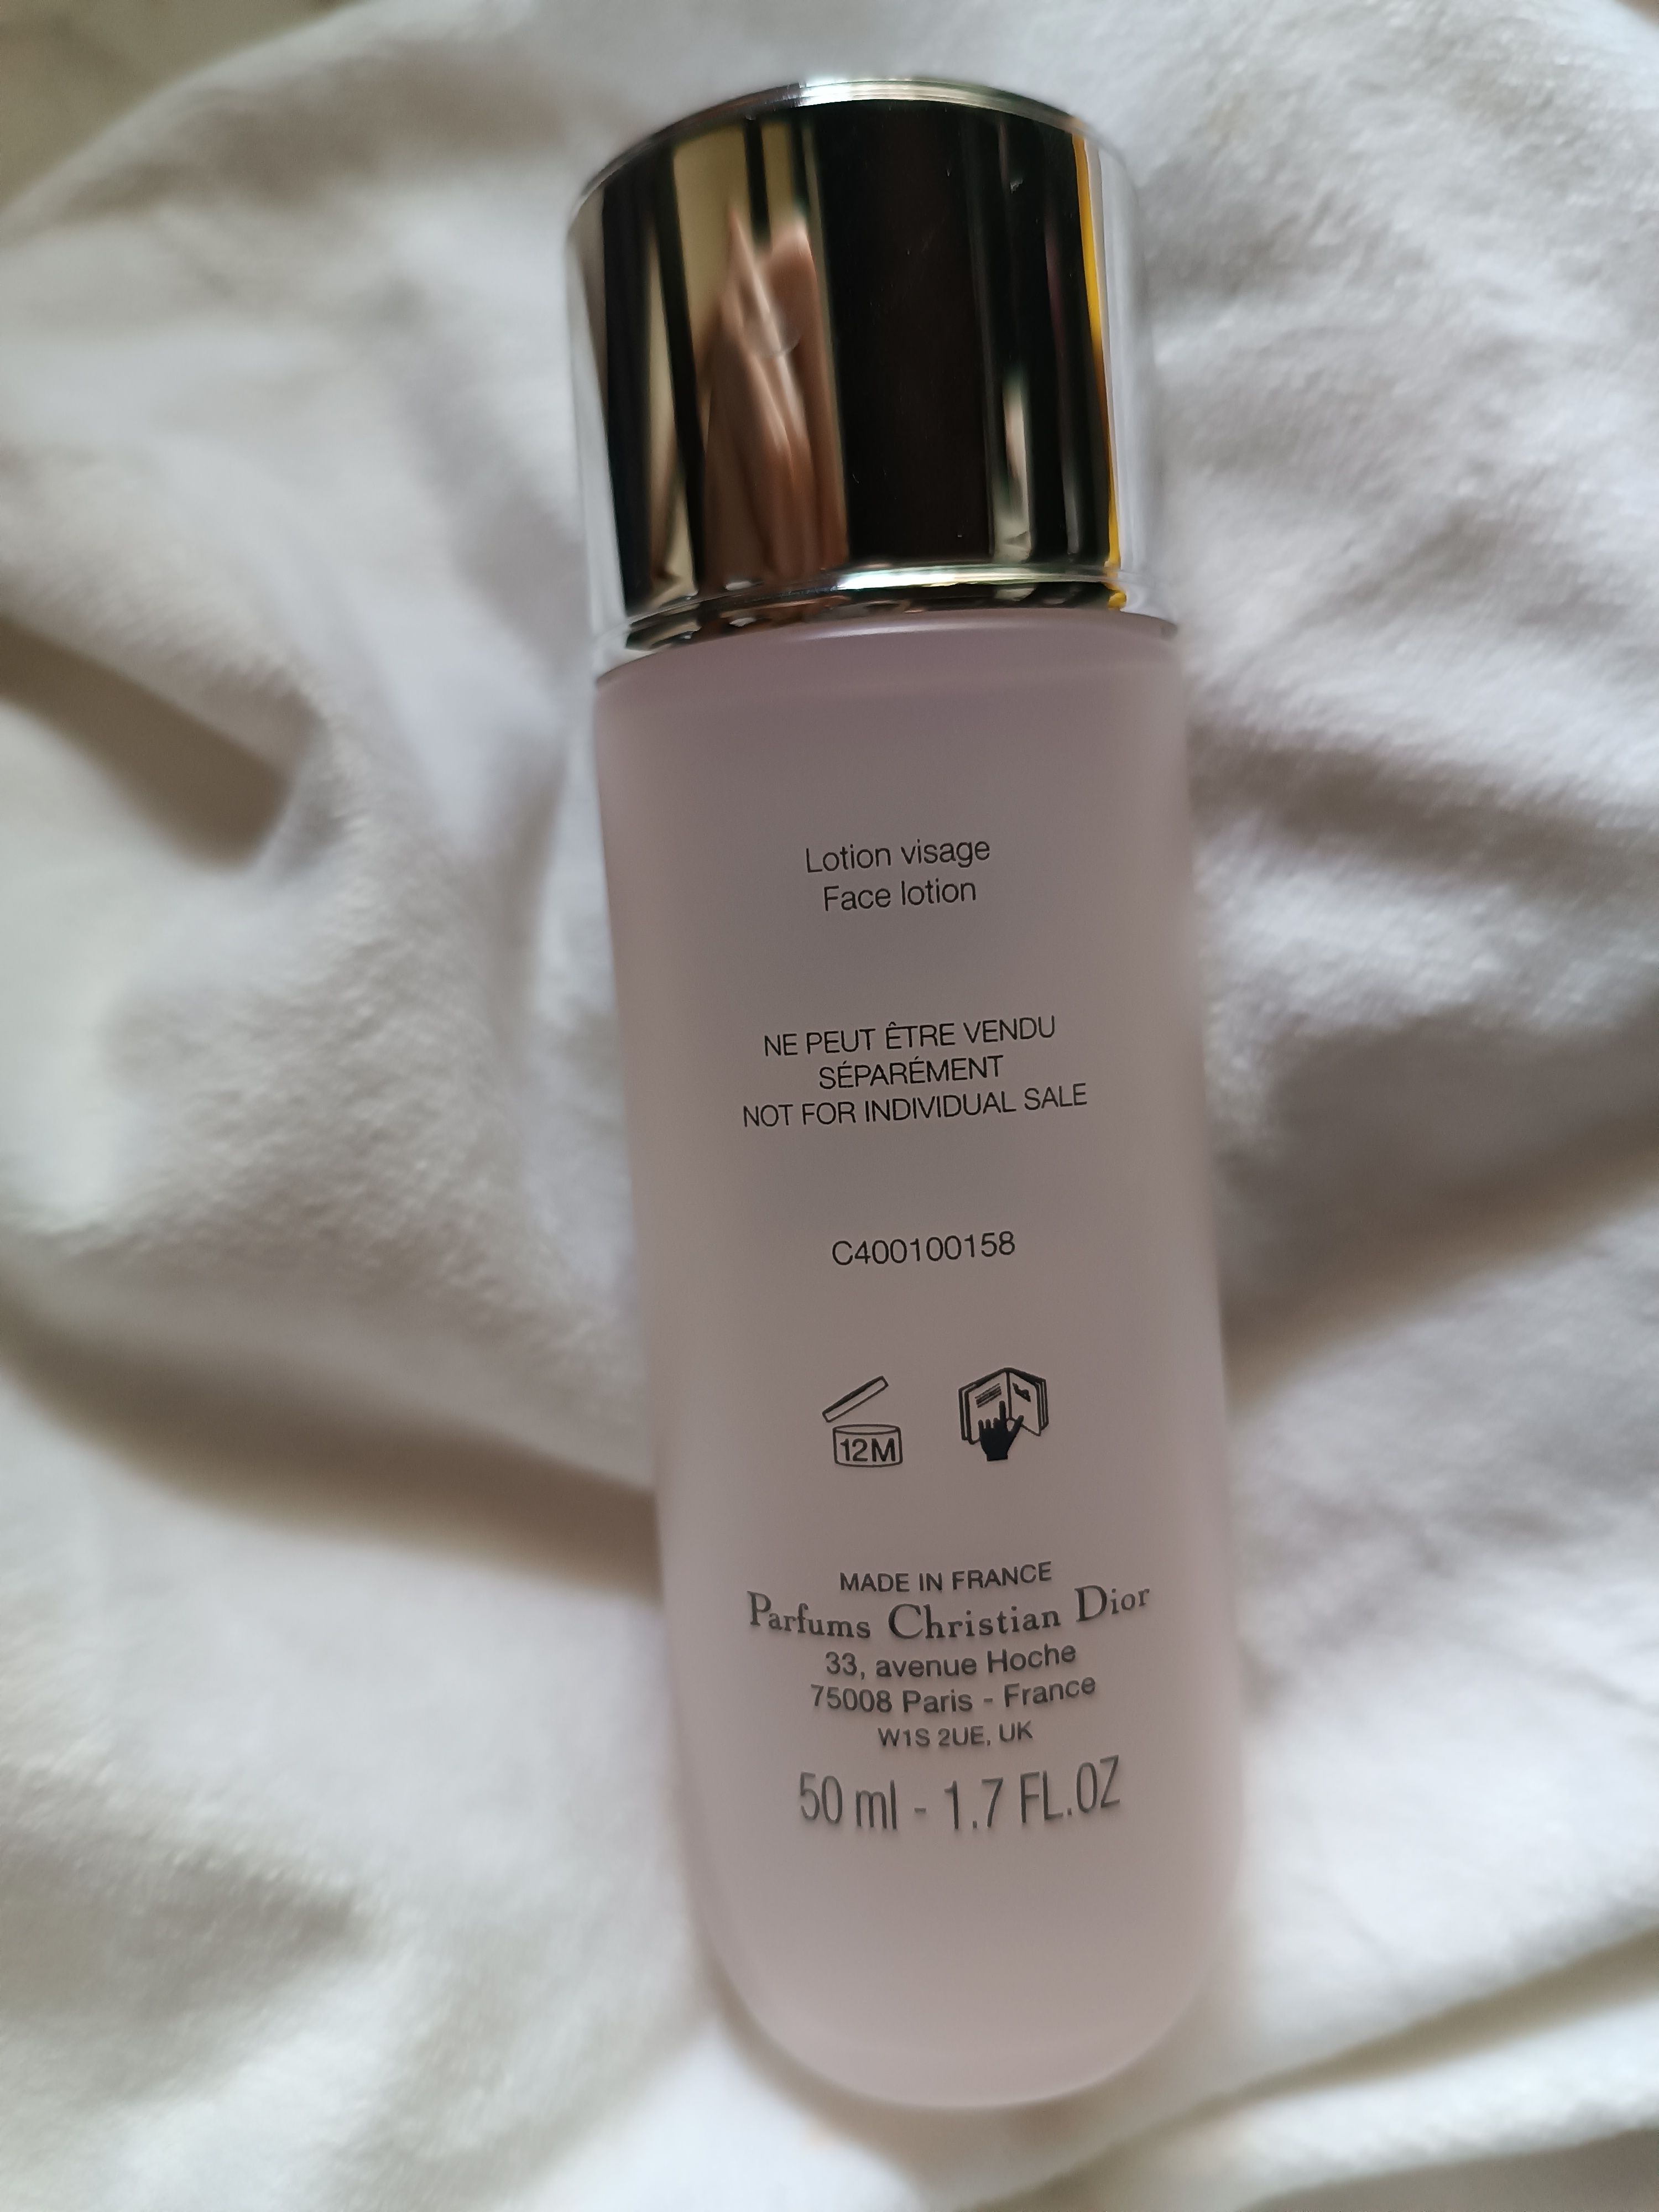 Lotion visage
Face lotion
NE PEUT ÊTRE VENDU
SÉPARÉMENT
NOT FOR INDIVIDUAL SALE
C400100158
12M
MADE IN FRANCE
Parfums Christian Dior
33, avenue Hoche
75008 Paris - France
W1S 2UE, UK
50 ml - 1.7 FL.OZ